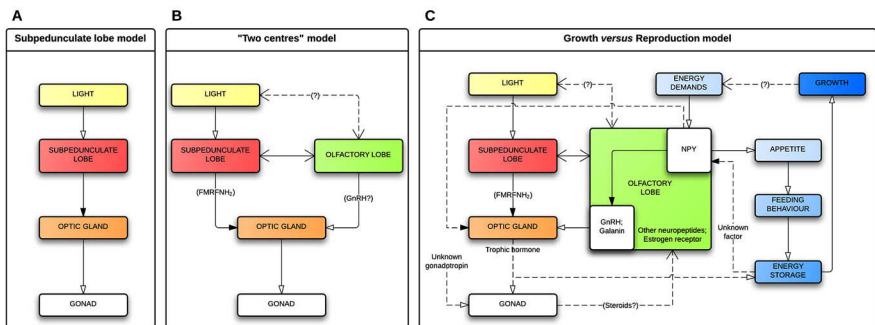 A
B
C
Subpedunculate lobe model
"Two centres" model
Growth versus Reproduction model
LIGHT
SUBPEDUNCULATE
LOBE
OPTIC GLAND
GONAD
LIGHT
(?)
SUBPEDUNCULATE
LOBE
OLFACTORY LOBE
(FMRFNH₂)
(GnRH?)
OPTIC GLAND
GONAD
LIGHT
(?)
ENERGY
DEMANDS
(?)
GROWTH
SUBPEDUNCULATE
LOBE
NPY
APPETITE
OLFACTORY
LOBE
(FMRFNH₂)
FEEDING
BEHAVIOUR
GnRH;
Galanin
OPTIC GLAND
Other neuropeptides;
Estrogen receptor
Unknown
factor
Trophic hormone
Unknown
gonadotropin
ENERGY
STORAGE
GONAD
(Steroids?)